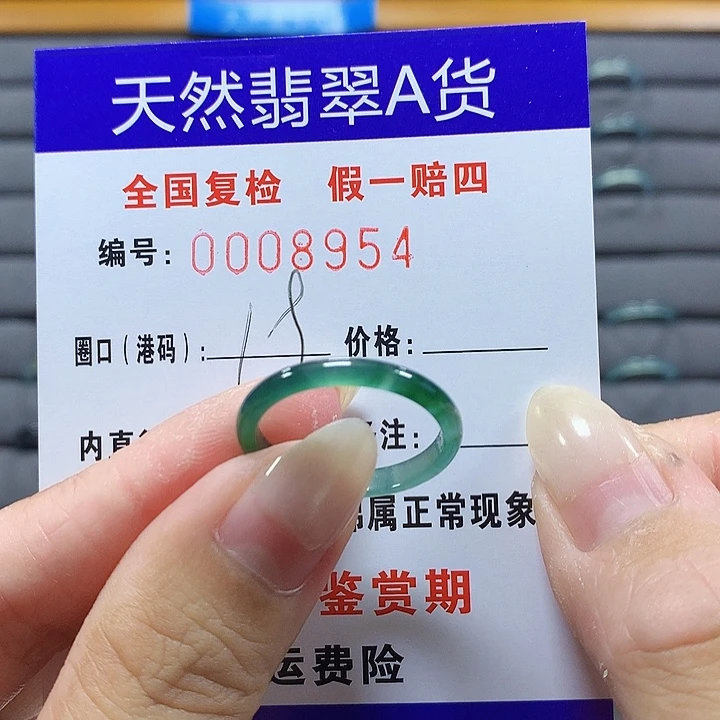 天然翡翠A货
全国复检 假一赔四
编号: 0008954
圈口(港码): 18 价格:
内直 注:
属正常现象
鉴赏期
运费险